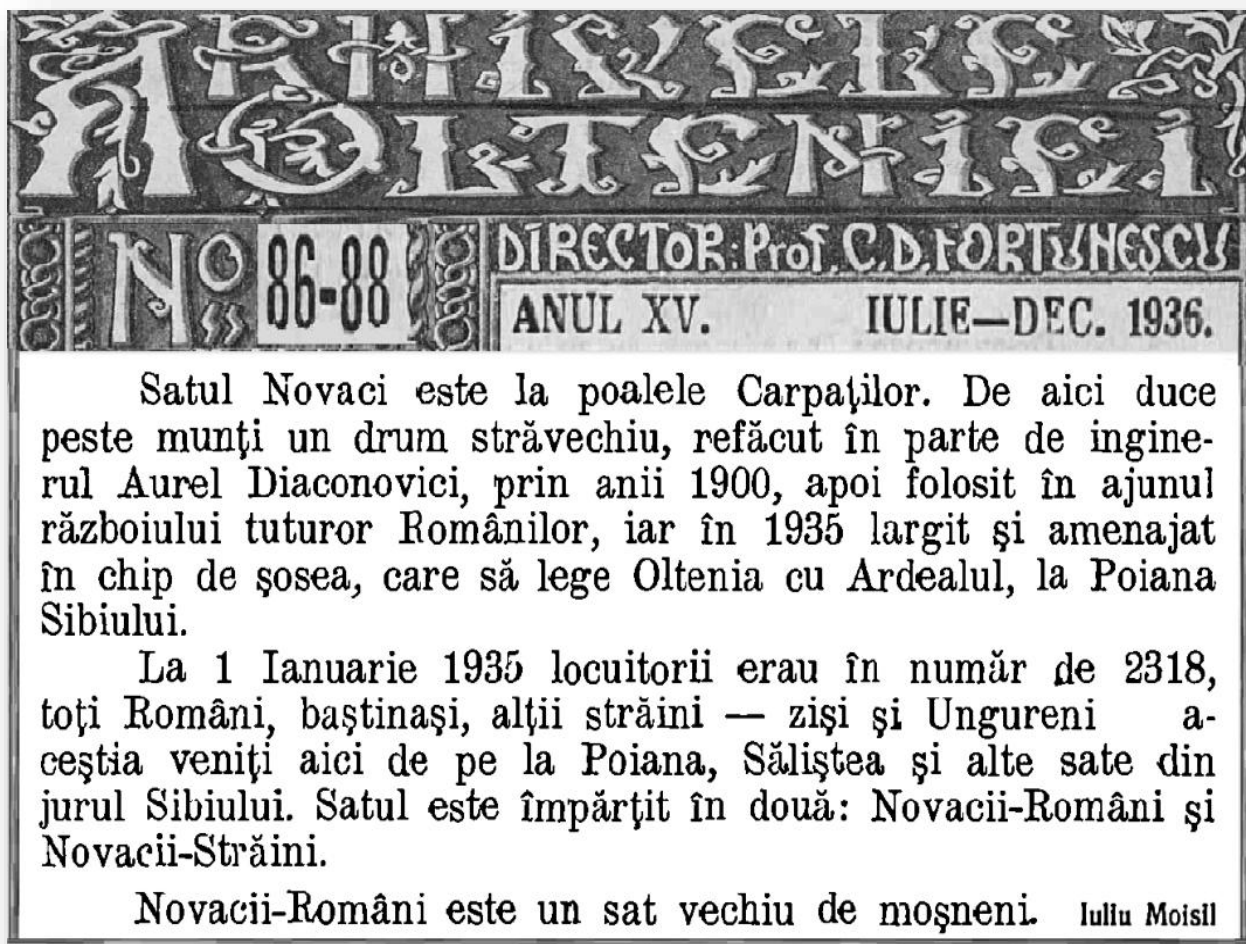 ARHIVELE
OLTENIEI
No 86-88
DIRECTOR: Prof. C. D. FORTUNESCU
ANUL XV. IULIE—DEC. 1936.
Satul Novaci este la poalele Carpaţilor. De aici duce
peste munţi un drum străvechiu, refăcut în parte de ingine-
rul Aurel Diaconovici, prin anii 1900, apoi folosit în ajunul
războiului tuturor Românilor, iar în 1935 largit şi amenajat
în chip de şosea, care să lege Oltenia cu Ardealul, la Poiana
Sibiului.
La 1 Ianuarie 1935 locuitorii erau în număr de 2318,
toţi Români, baştinaşi, alţii străini — zişi şi Ungureni a-
ceştia veniţi aici de pe la Poiana, Săliştea şi alte sate din
jurul Sibiului. Satul este împărţit în două: Novacii-Români şi
Novacii-Străini.
Novacii-Români este un sat vechiu de moşneni. Iuliu Moisil